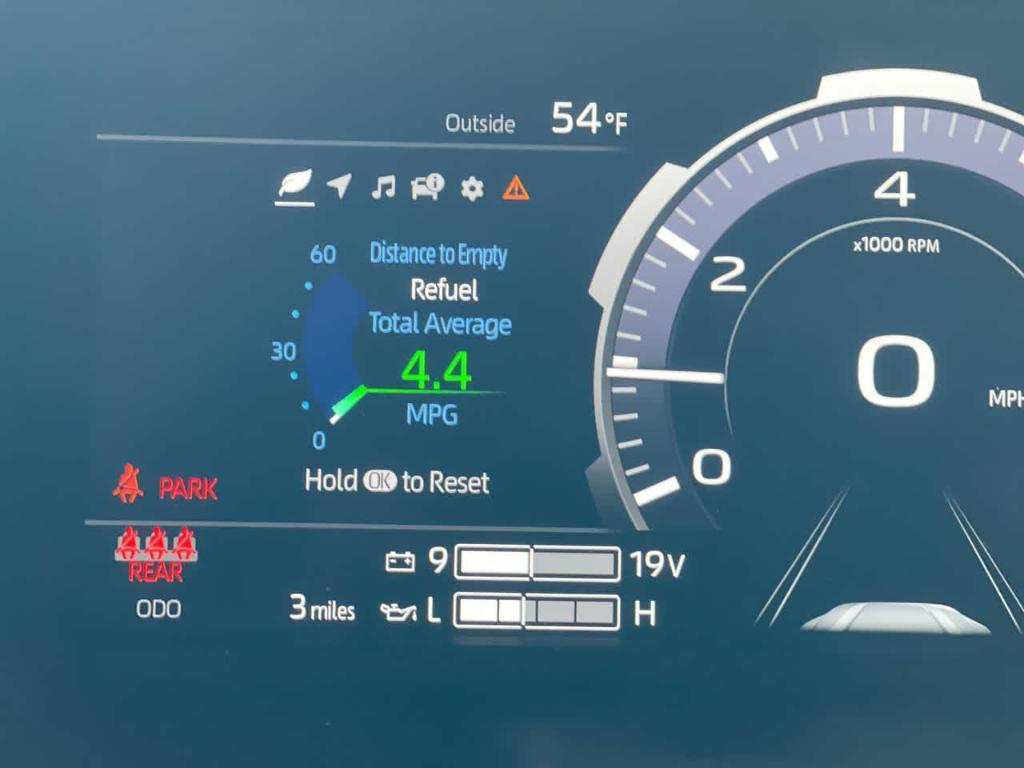 Outside 54°F
60 Distance to Empty
Refuel
Total Average
30
4.4
MPG
0
Hold OK to Reset
PARK
REAR
ODO 3 miles
9 19V
L H
4
x1000 RPM
2
0
0
MPH